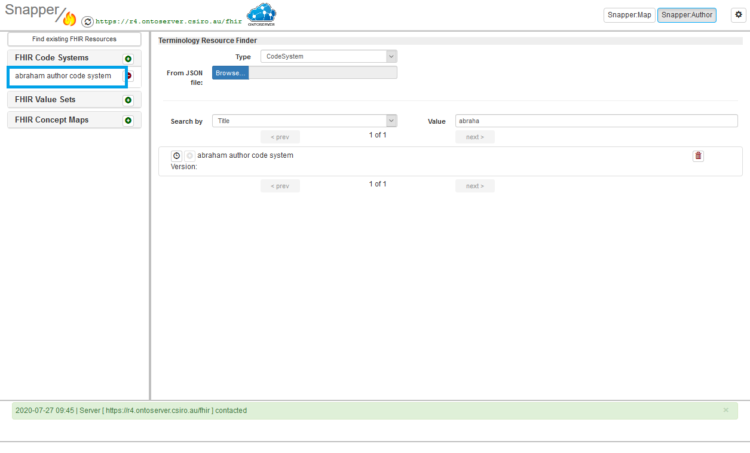 Snapper
https://r4.ontoserver.csiro.au/fhir
ONTOSERVER
Snapper:Map
Snapper:Author
Find existing FHIR Resources
FHIR Code Systems
abraham author code system
FHIR Value Sets
FHIR Concept Maps
Terminology Resource Finder
Type
CodeSystem
From JSON
file:
Browse...
Search by
Title
Value
abraha
< prev
1 of 1
next >
abraham author code system
Version:
< prev
1 of 1
next >
2020-07-27 09:45 | Server [ https://r4.ontoserver.csiro.au/fhir ] contacted
×